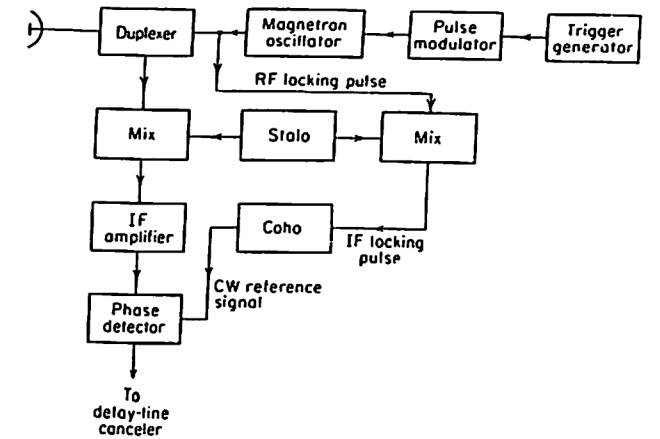 Duplexer
Magnetron
oscillator
Pulse
modulator
Trigger
generator
RF locking pulse
Mix
Stalo
Mix
IF
amplifier
Coho
IF locking
pulse
CW reference
signal
Phase
detector
To
delay-line
canceler